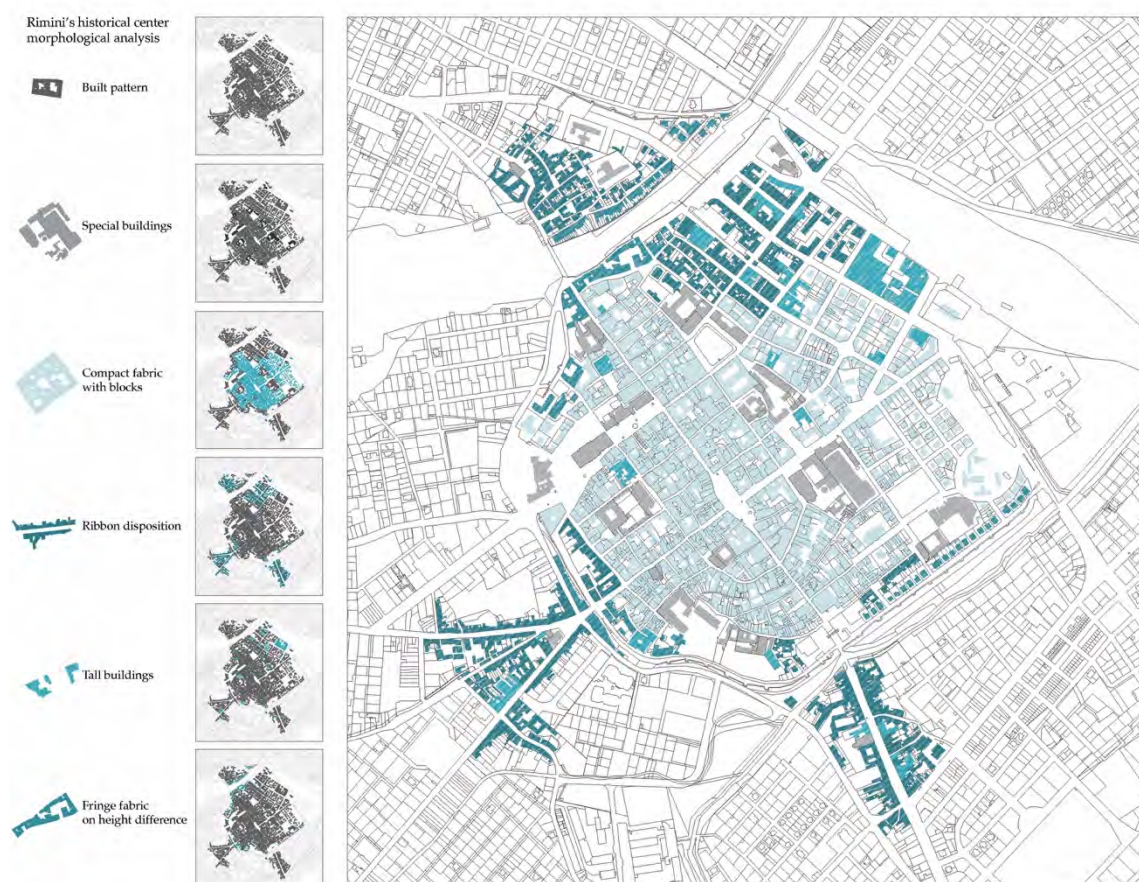 Rimini's historical center
morphological analysis
Built pattern
Special buildings
Compact fabric
with blocks
Ribbon disposition
Tall buildings
Fringe fabric
on height difference